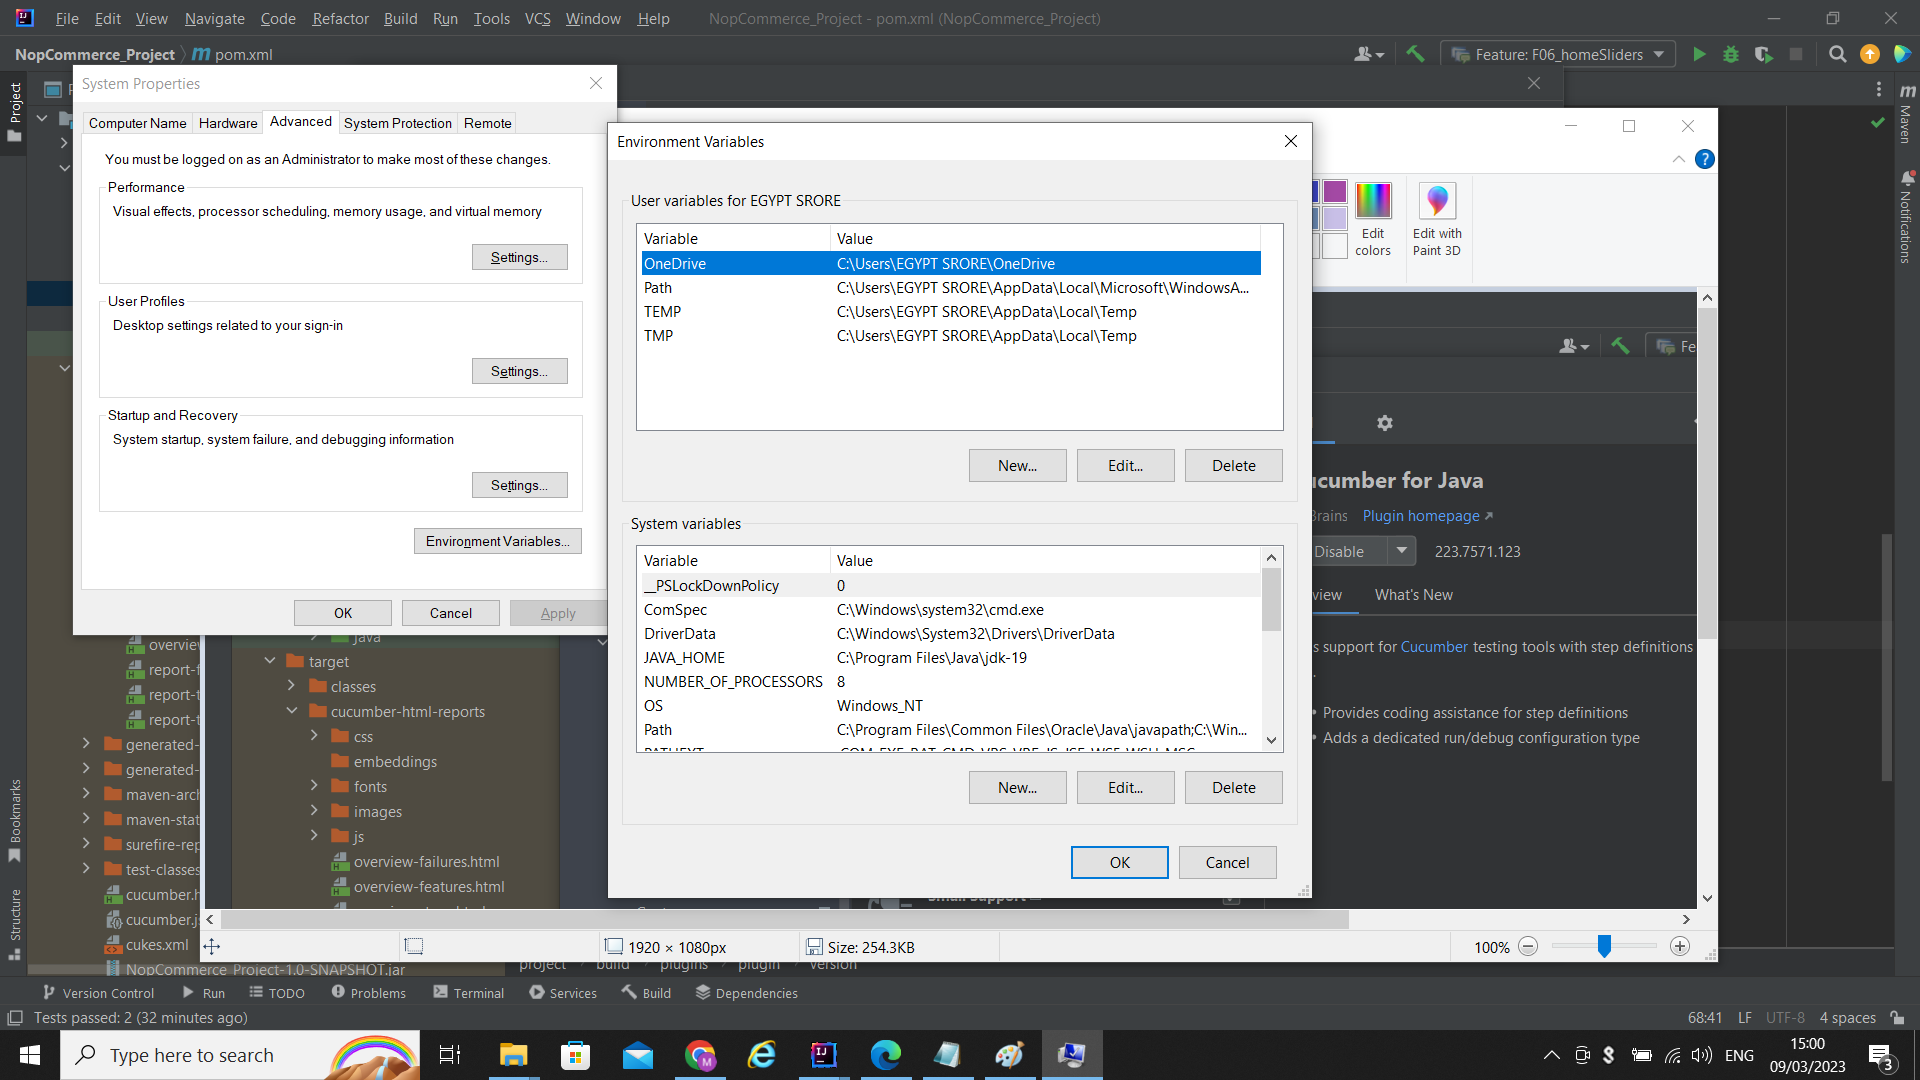 File Edit View Navigate Code Refactor Build Run Tools VCS Window Help NopCommerce_Project - pom.xml (NopCommerce_Project)
NopCommerce_Project pom.xml Feature: F06_homeSliders
System Properties
Computer Name Hardware Advanced System Protection Remote
You must be logged on as an Administrator to make most of these changes.
Performance
Visual effects, processor scheduling, memory usage, and virtual memory
Settings...
User Profiles
Desktop settings related to your sign-in
Settings...
Startup and Recovery
System startup, system failure, and debugging information
Settings...
Environment Variables...
OK Cancel Apply
Environment Variables
User variables for EGYPT SRORE
Variable Value
OneDrive C:\Users\EGYPT SRORE\OneDrive
Path C:\Users\EGYPT SRORE\AppData\Local\Microsoft\WindowsA...
TEMP C:\Users\EGYPT SRORE\AppData\Local\Temp
TMP C:\Users\EGYPT SRORE\AppData\Local\Temp
New... Edit... Delete
System variables
Variable Value
__PSLockDownPolicy 0
ComSpec C:\Windows\system32\cmd.exe
DriverData C:\Windows\System32\Drivers\DriverData
JAVA_HOME C:\Program Files\Java\jdk-19
NUMBER_OF_PROCESSORS 8
OS Windows_NT
Path C:\Program Files\Common Files\Oracle\Java\javapath;C:\Win...
New... Edit... Delete
OK Cancel
Edit colors
Edit with Paint 3D
Fe
cumber for Java
Brains Plugin homepage
Disable 223.7571.123
view What's New
s support for Cucumber testing tools with step definitions
Provides coding assistance for step definitions
Adds a dedicated run/debug configuration type
Project
Bookmarks
Structure
m
Maven
Notifications
overview
report-f
report-t
report-t
generated-
generated-
maven-arc
maven-stat
surefire-rep
test-classes
cucumber.h
cucumber.js
cukes.xml
NopCommerce_Project-1.0-SNAPSHOT.jar
java
target
classes
cucumber-html-reports
css
embeddings
fonts
images
js
overview-failures.html
overview-features.html
1920 × 1080px Size: 254.3KB 100%
project build plugins plugin version
Version Control Run TODO Problems Terminal Services Build Dependencies
Tests passed: 2 (32 minutes ago) 68:41 LF UTF-8 4 spaces
Type here to search ENG 15:00
09/03/2023
3